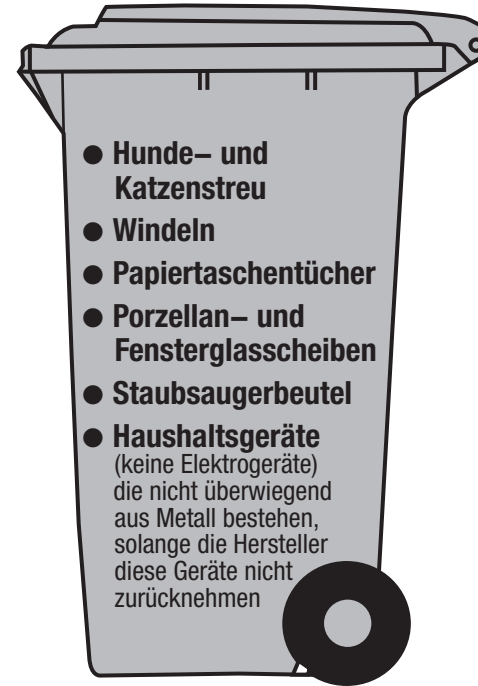 ● Hunde– und
Katzenstreu
● Windeln
● Papiertaschentücher
● Porzellan– und
Fensterglasscheiben
● Staubsaugerbeutel
● Haushaltsgeräte
(keine Elektrogeräte)
die nicht überwiegend
aus Metall bestehen,
solange die Hersteller
diese Geräte nicht
zurücknehmen